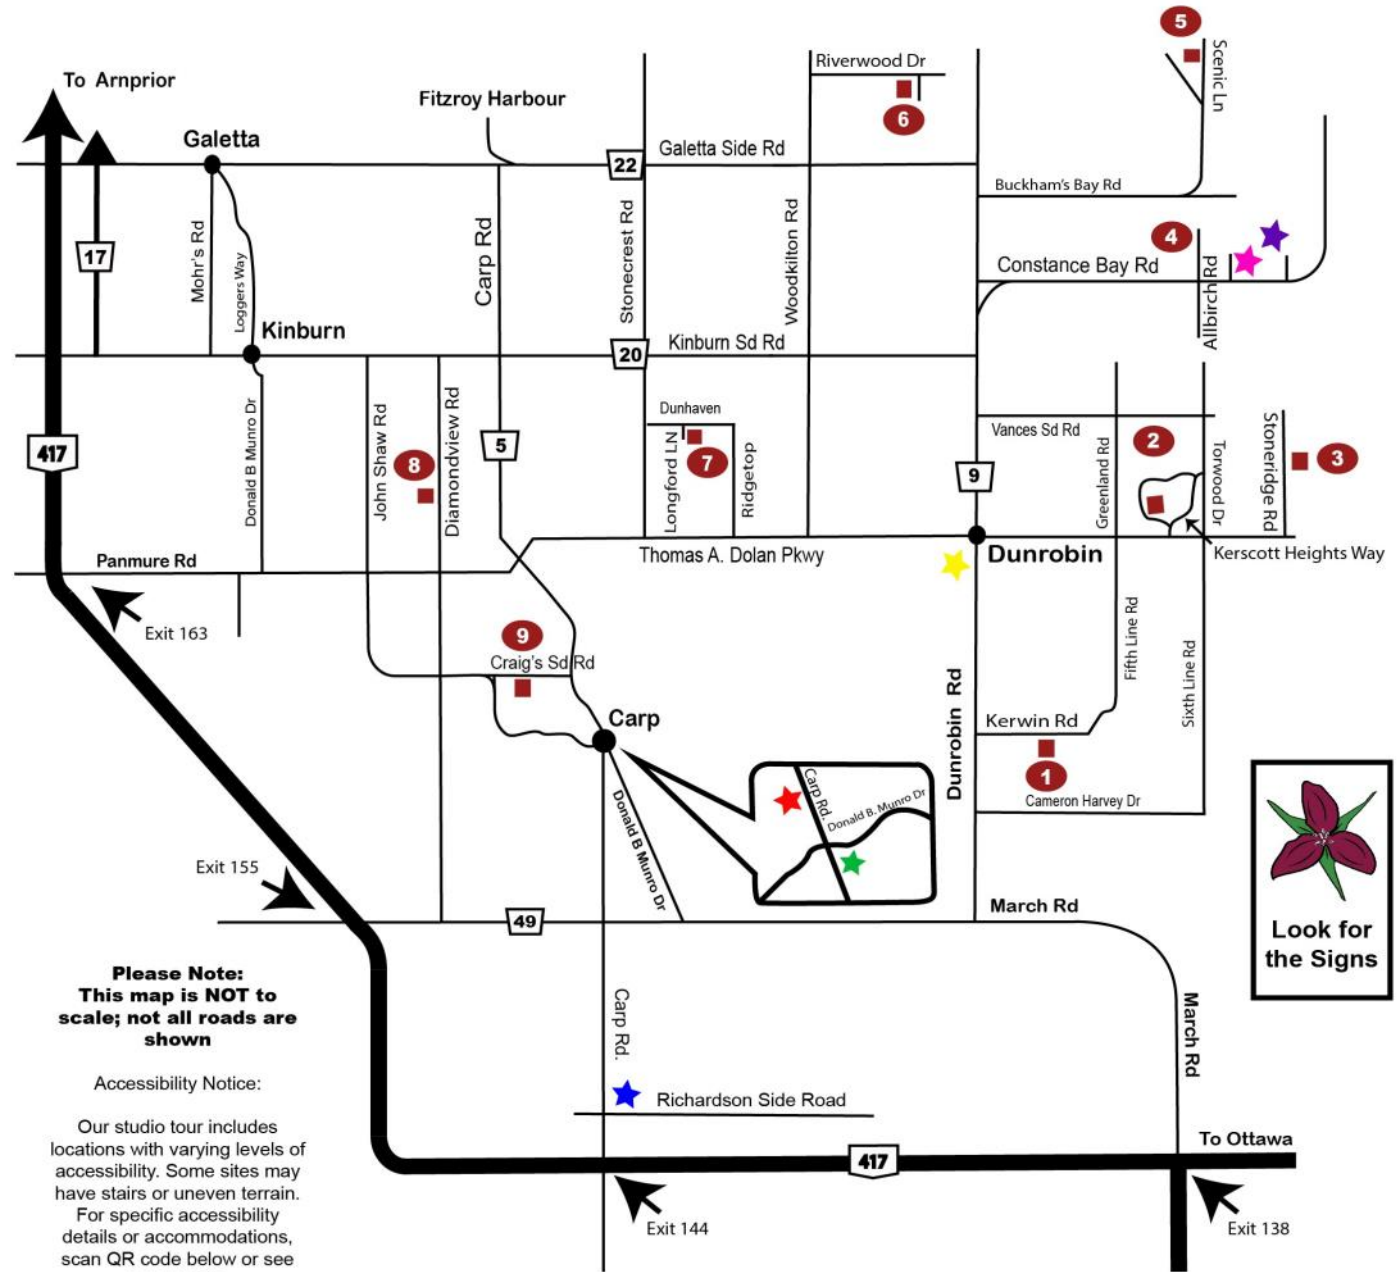 5
Scenic Ln
Riverwood Dr
6
To Arnprior
Fitzroy Harbour
Galetta
22
Galetta Side Rd
Buckham's Bay Rd
17
Mohr's Rd
Loggers Way
Carp Rd
Stonecrest Rd
Woodkilton Rd
4
Constance Bay Rd
Allbirch Rd
Kinburn
20
Kinburn Sd Rd
417
Donald B Munro Dr
John Shaw Rd
8
Diamondview Rd
5
Dunhaven
Longford LN
7
Ridgetop
9
Vances Sd Rd
Greenland Rd
2
Torwood Dr
Stoneridge Rd
3
Panmure Rd
Thomas A. Dolan Pkwy
Dunrobin
Kerscott Heights Way
Exit 163
9
Craig's Sd Rd
Carp
Dunrobin Rd
Fifth Line Rd
Sixth Line Rd
Kerwin Rd
1
Cameron Harvey Dr
Carp Rd.
Donald B. Munro Dr
Donald B Munro Dr
Exit 155
49
March Rd
Look for
the Signs
Please Note:
This map is NOT to
scale; not all roads are
shown
Accessibility Notice:
Our studio tour includes
locations with varying levels of
accessibility. Some sites may
have stairs or uneven terrain.
For specific accessibility
details or accommodations,
scan QR code below or see
Carp Rd.
March Rd
Richardson Side Road
417
To Ottawa
Exit 144
Exit 138